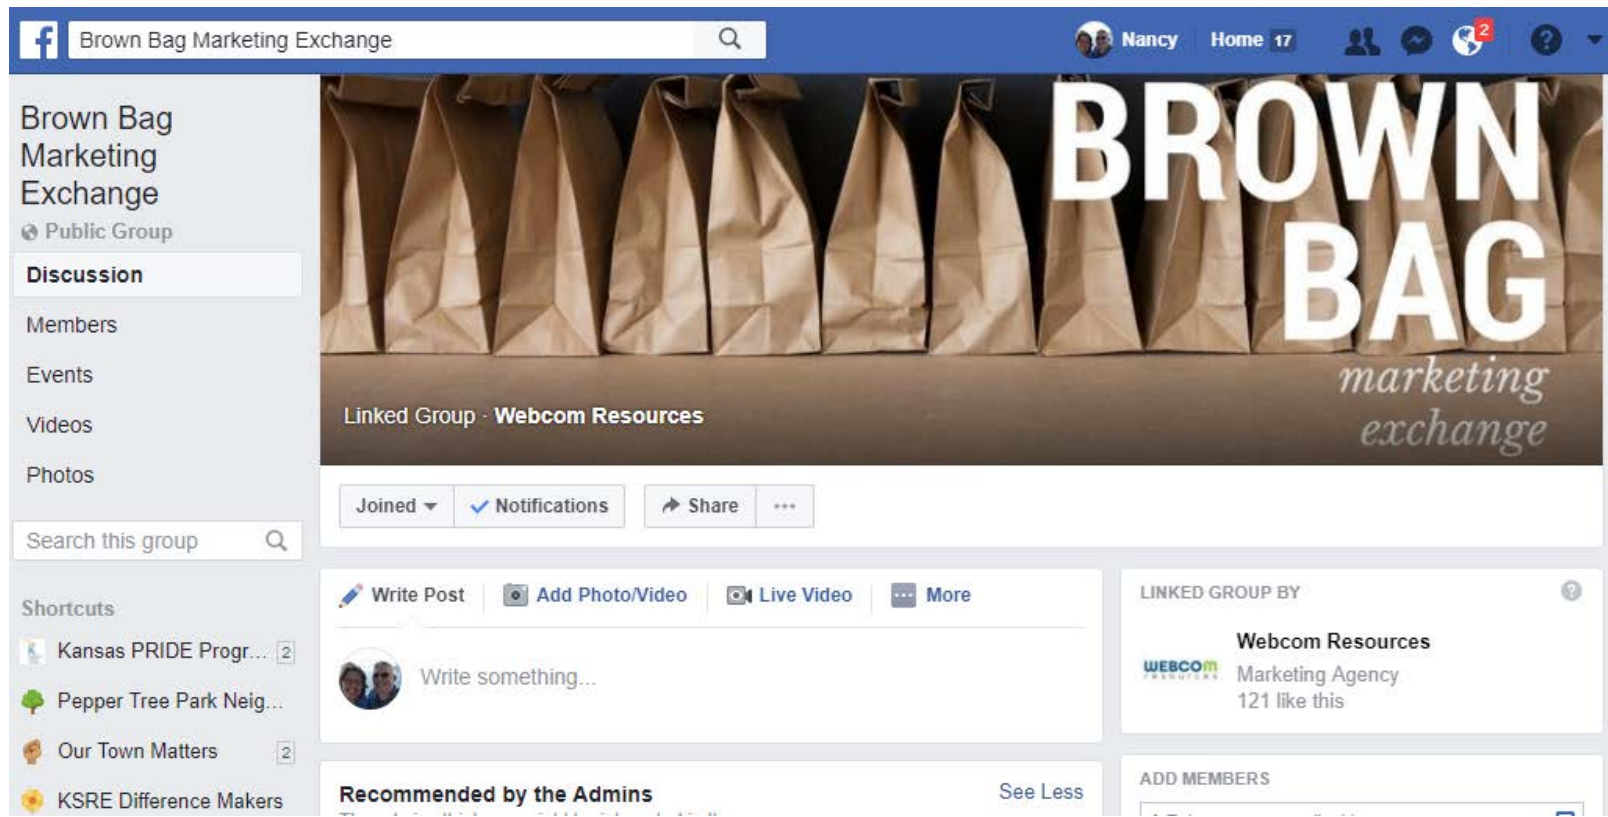 Brown Bag Marketing Exchange
Nancy
Home 17
2
Brown Bag
Marketing
Exchange
Public Group
Discussion
Members
Events
Videos
Photos
Search this group
Shortcuts
Kansas PRIDE Progr... 2
Pepper Tree Park Neig...
Our Town Matters 2
KSRE Difference Makers
BROWN
BAG
marketing
exchange
Linked Group · Webcom Resources
Joined
Notifications
Share
Write Post
Add Photo/Video
Live Video
More
Write something...
Recommended by the Admins
See Less
LINKED GROUP BY
WEBCOM
RESOURCES
Webcom Resources
Marketing Agency
121 like this
ADD MEMBERS